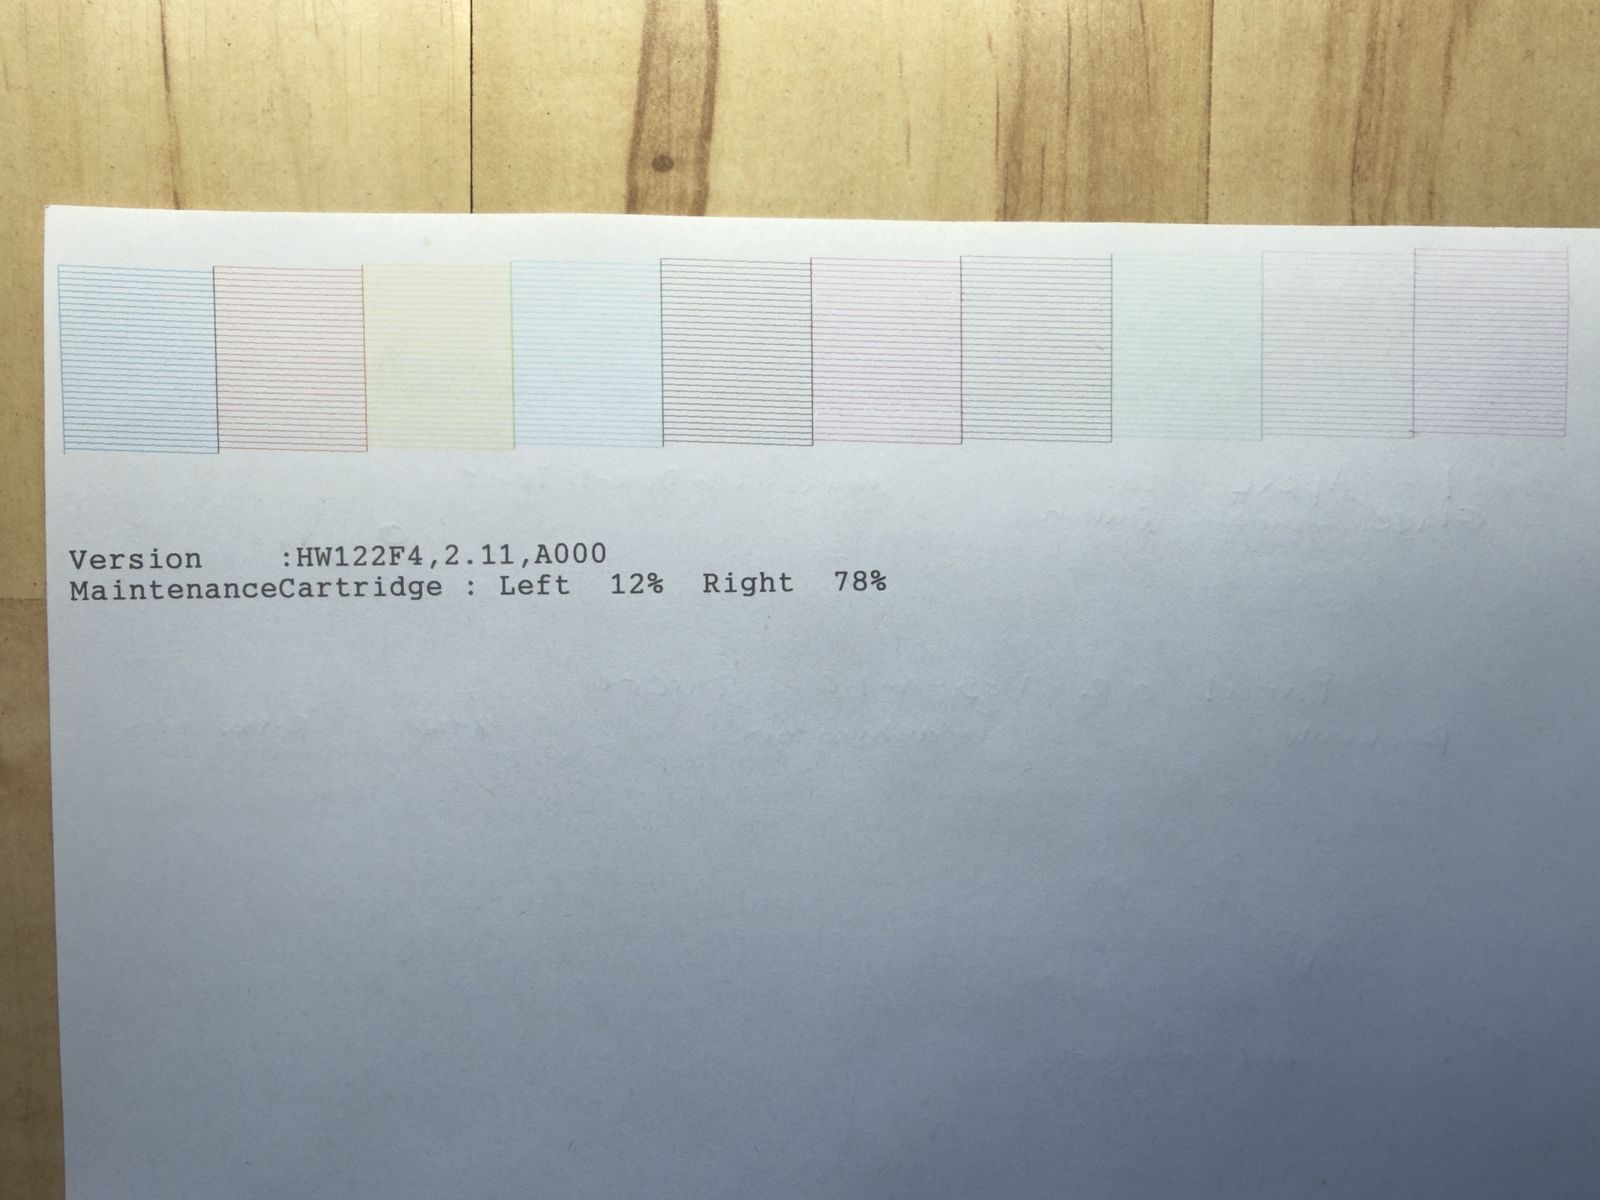 Version :HW122F4,2.11,A000
MaintenanceCartridge : Left 12% Right 78%